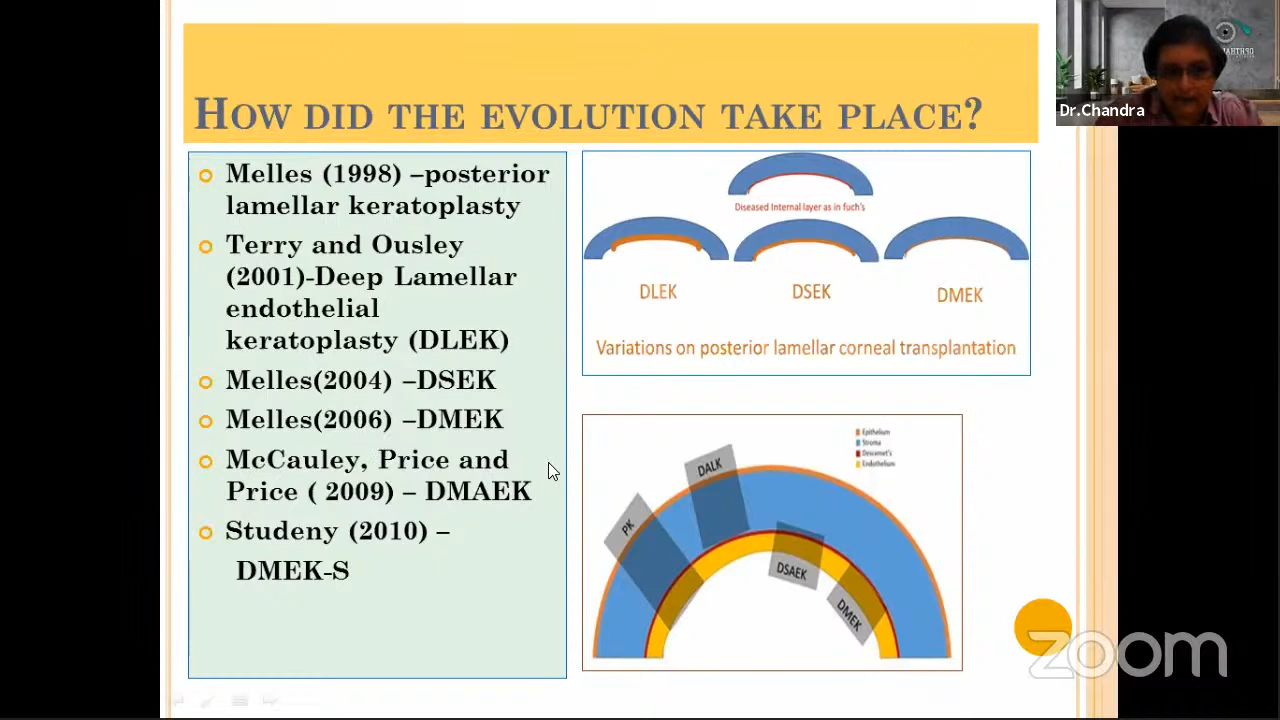 HOW DID THE EVOLUTION TAKE PLACE?
Melles (1998) –posterior
lamellar keratoplasty
Terry and Ousley
(2001)-Deep Lamellar
endothelial
keratoplasty (DLEK)
Melles(2004) –DSEK
Melles(2006) –DMEK
McCauley, Price and
Price ( 2009) – DMAEK
Studeny (2010) –
DMEK-S
Diseased Internal layer as in fuch's
DLEK
DSEK
DMEK
Variations on posterior lamellar corneal transplantation
Epithelium
Stroma
Descemet's
Endothelium
DALK
PK
DSAEK
DMEK
Dr.Chandra
zoom